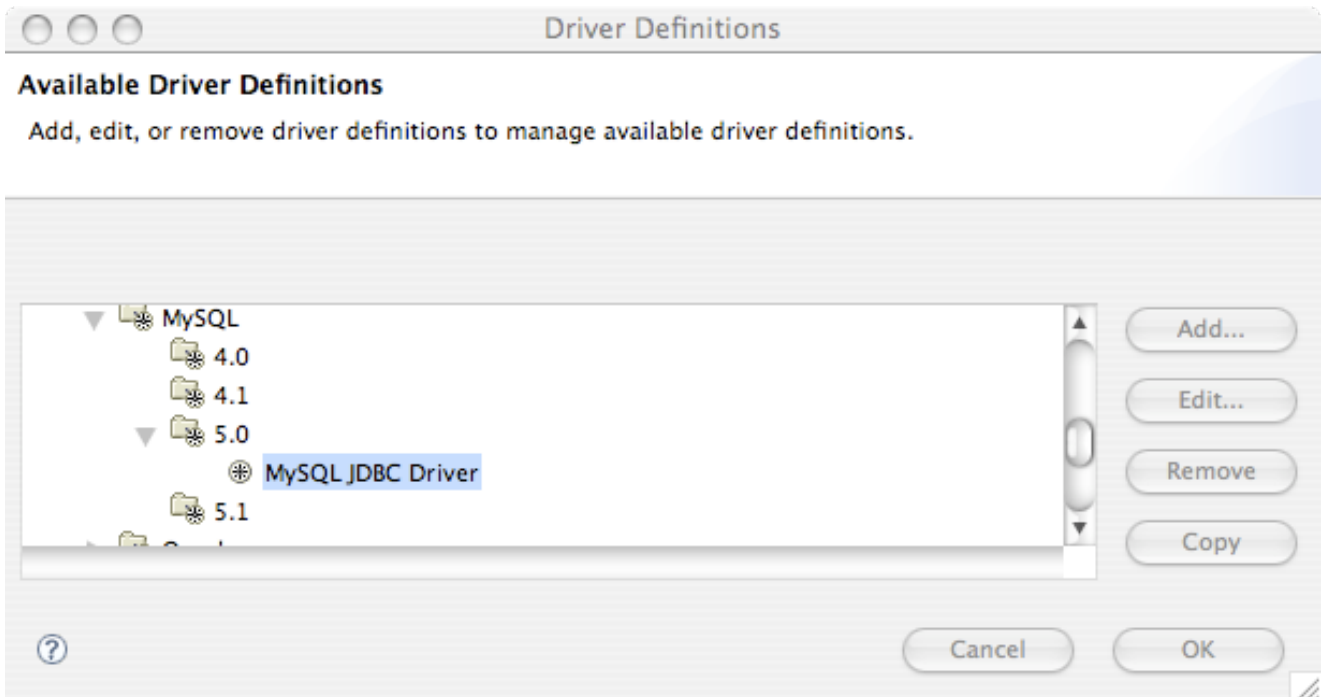 Driver Definitions
Available Driver Definitions
Add, edit, or remove driver definitions to manage available driver definitions.
MySQL
4.0
4.1
5.0
MySQL JDBC Driver
5.1
Add...
Edit...
Remove
Copy
Cancel
OK